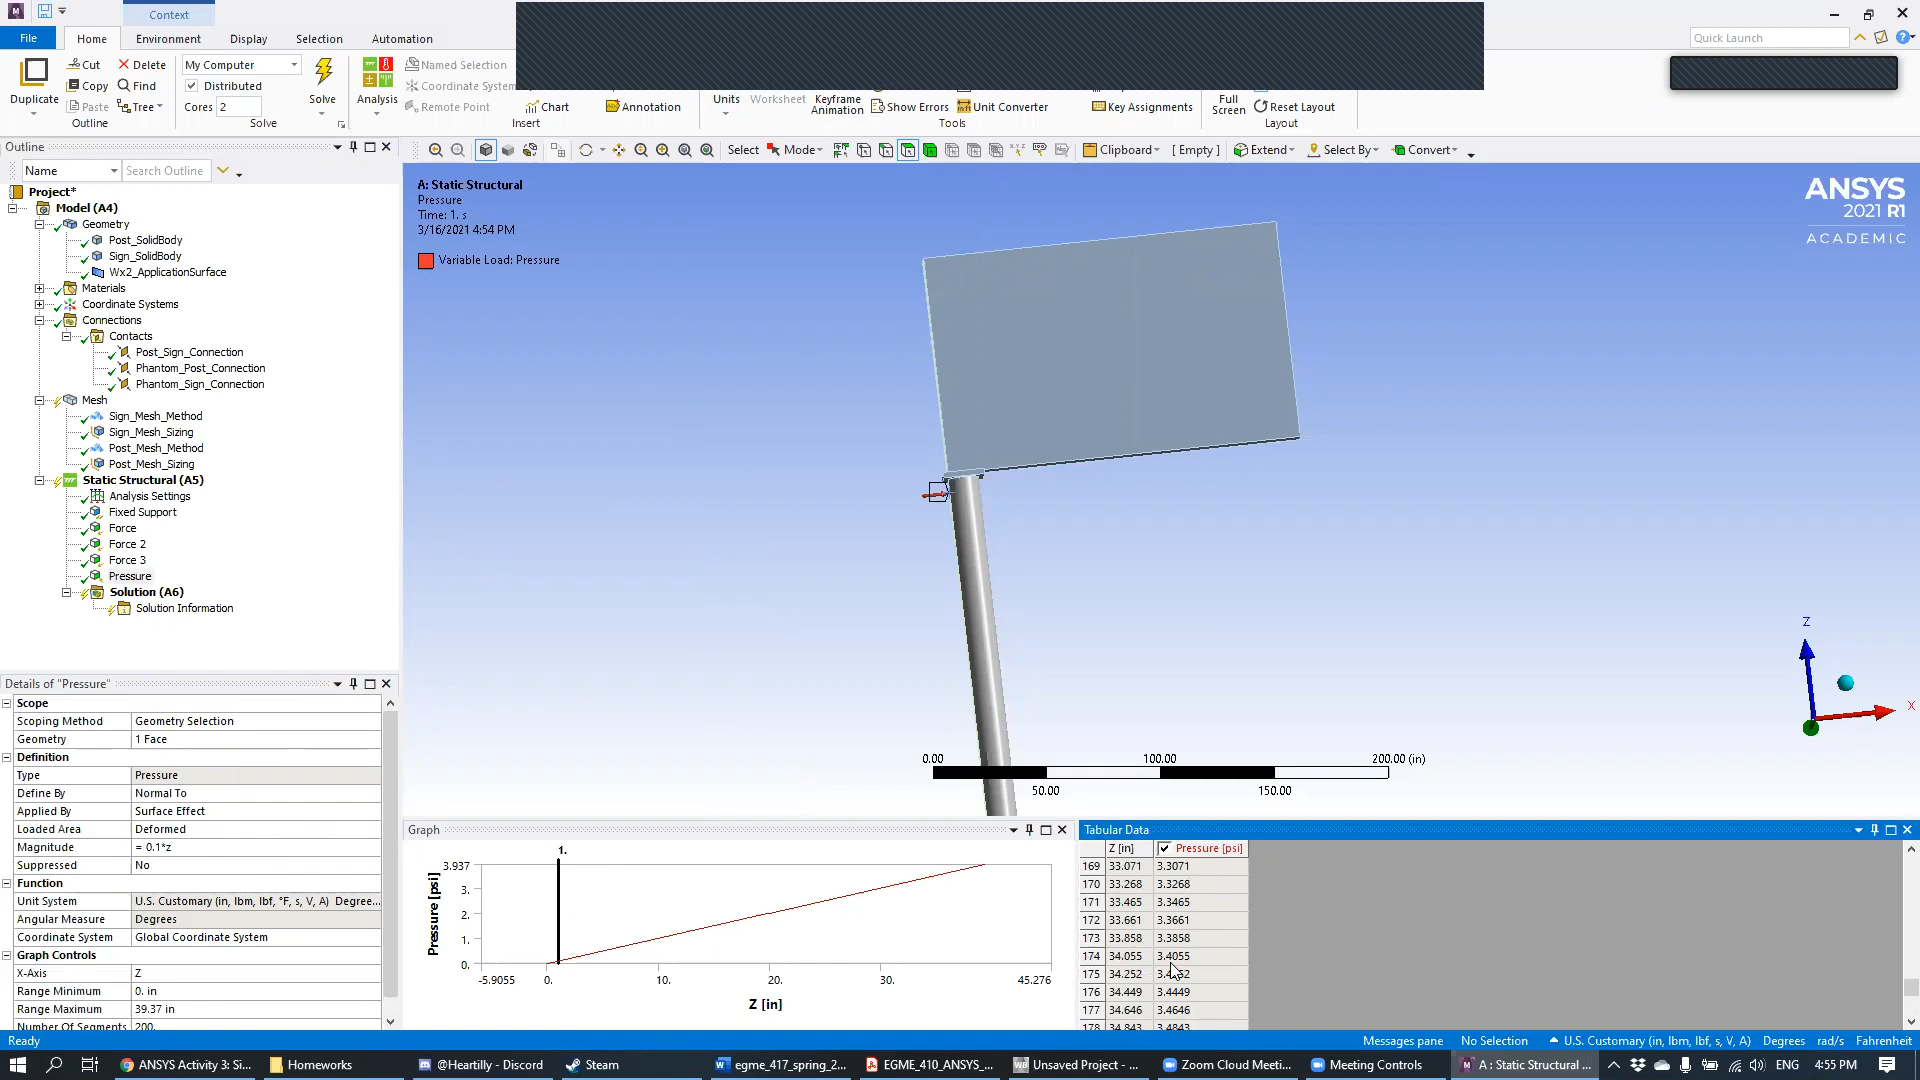 Context
File Home Environment Display Selection Automation
Quick Launch
Duplicate
Cut
Copy
Paste
Delete
Find
Tree
Outline
My Computer
Distributed
Cores 2
Solve
Solve
Analysis
Named Selection
Coordinate System
Remote Point
Chart
Annotation
Insert
Units
Worksheet
Keyframe
Animation
Show Errors
Unit Converter
Key Assignments
Tools
Full
Screen
Reset Layout
Layout
Outline
Name
Search Outline
Select Mode Clipboard [ Empty ] Extend Select By Convert
Project*
Model (A4)
Geometry
Post_SolidBody
Sign_SolidBody
Wx2_ApplicationSurface
Materials
Coordinate Systems
Connections
Contacts
Post_Sign_Connection
Phantom_Post_Connection
Phantom_Sign_Connection
Mesh
Sign_Mesh_Method
Sign_Mesh_Sizing
Post_Mesh_Method
Post_Mesh_Sizing
Static Structural (A5)
Analysis Settings
Fixed Support
Force
Force 2
Force 3
Pressure
Solution (A6)
Solution Information
A: Static Structural
Pressure
Time: 1. s
3/16/2021 4:54 PM
Variable Load: Pressure
ANSYS
2021 R1
ACADEMIC
Z
X
0.00 100.00 200.00 (in)
50.00 150.00
Details of "Pressure"
Scope
Scoping Method Geometry Selection
Geometry 1 Face
Definition
Type Pressure
Define By Normal To
Applied By Surface Effect
Loaded Area Deformed
Magnitude = 0.1*z
Suppressed No
Function
Unit System U.S. Customary (in, lbm, lbf, °F, s, V, A) Degree...
Angular Measure Degrees
Coordinate System Global Coordinate System
Graph Controls
X-Axis Z
Range Minimum 0. in
Range Maximum 39.37 in
Number Of Segments 200.
Graph
1.
3.937
3.
2.
1.
0.
Pressure [psi]
-5.9055 0. 10. 20. 30. 45.276
Z [in]
Tabular Data
Z [in] Pressure [psi]
169 33.071 3.3071
170 33.268 3.3268
171 33.465 3.3465
172 33.661 3.3661
173 33.858 3.3858
174 34.055 3.4055
175 34.252
176 34.449 3.4449
177 34.646 3.4646
178 34.843 3.4843
Ready
Messages pane No Selection U.S. Customary (in, lbm, lbf, s, V, A) Degrees rad/s Fahrenheit
ANSYS Activity 3: Si... Homeworks @Heartilly - Discord Steam egme_417_spring_2... EGME_410_ANSYS_... Unsaved Project - ... Zoom Cloud Meeti... Meeting Controls A : Static Structural ... ENG 4:55 PM